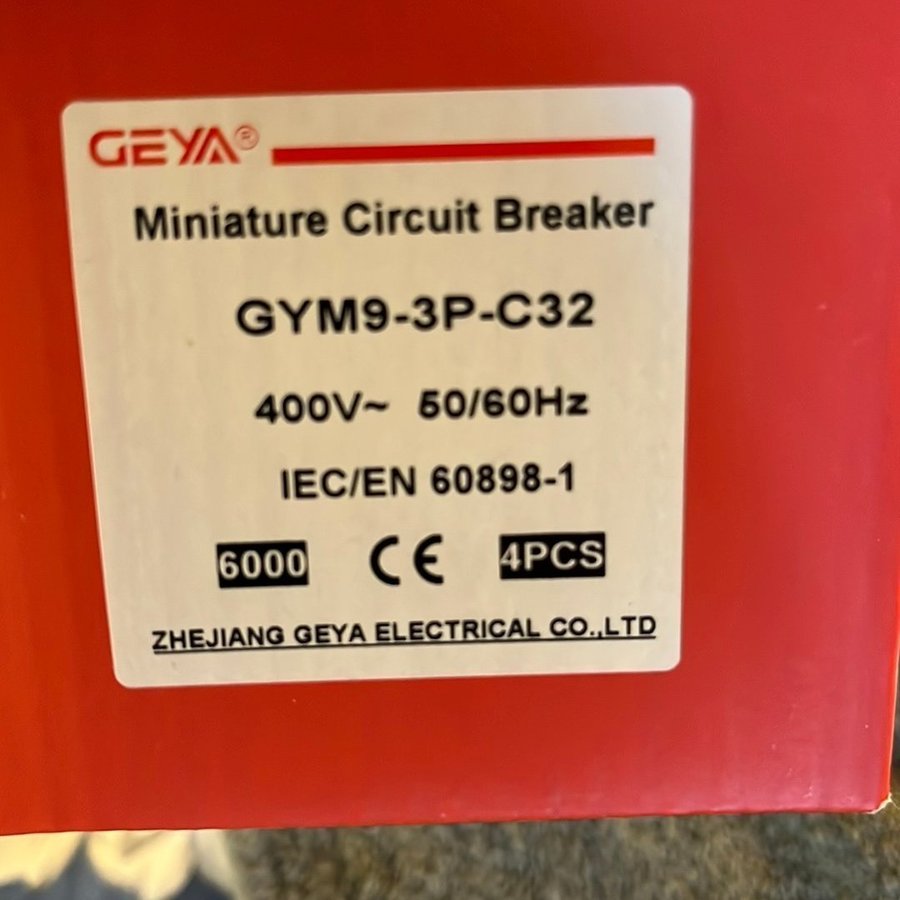 GEYA®
Miniature Circuit Breaker
GYM9-3P-C32
400V~ 50/60Hz
IEC/EN 60898-1
6000 CE 4PCS
ZHEJIANG GEYA ELECTRICAL CO.,LTD